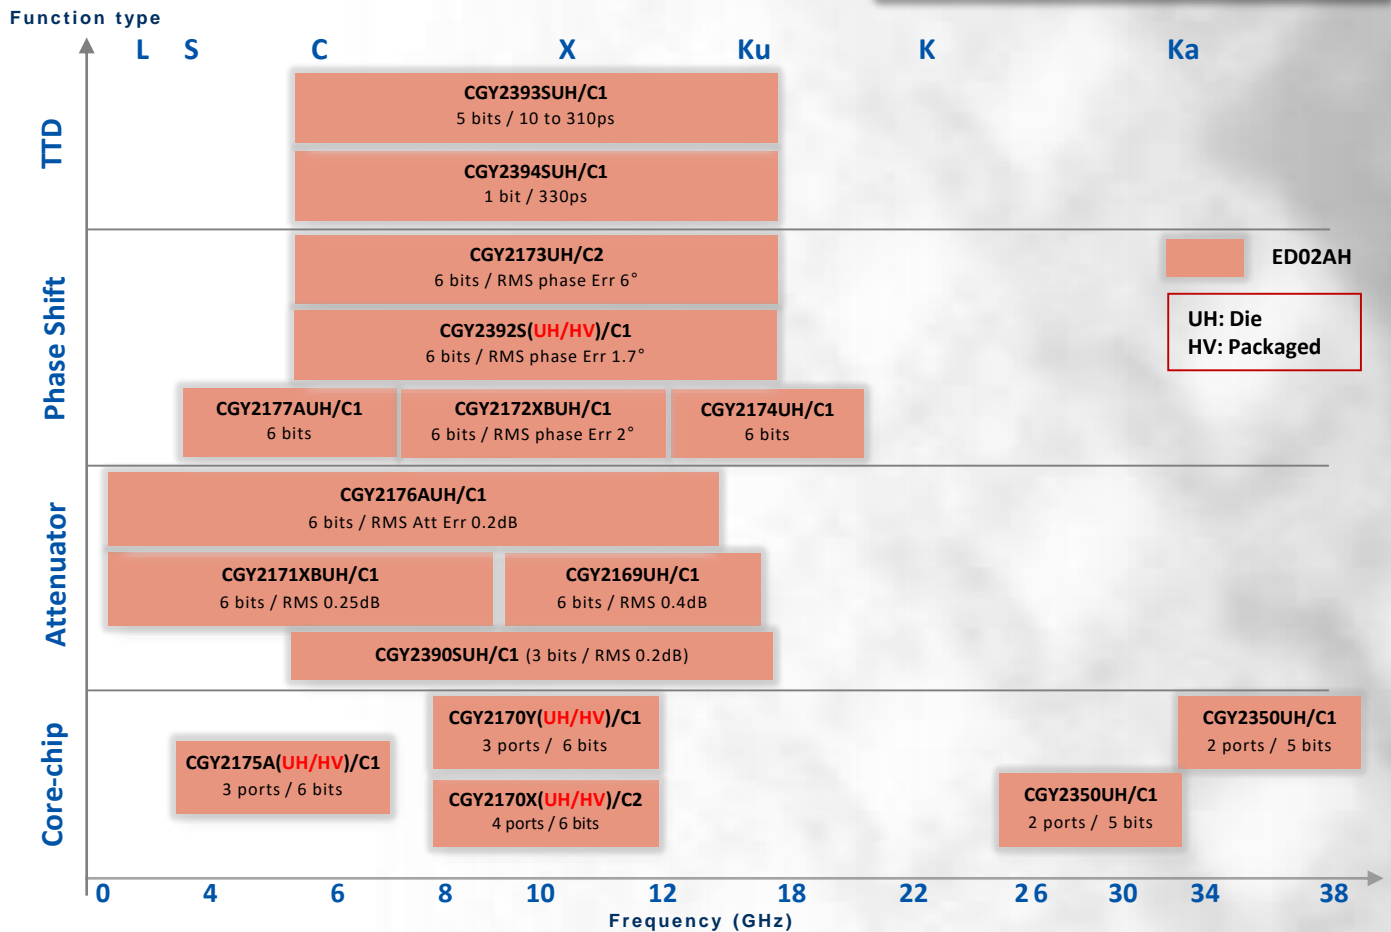 Function type
L S C X Ku K Ka
TTD
CGY2393SUH/C1
5 bits / 10 to 310ps
CGY2394SUH/C1
1 bit / 330ps
Phase Shift
CGY2173UH/C2
6 bits / RMS phase Err 6°
CGY2392S(UH/HV)/C1
6 bits / RMS phase Err 1.7°
CGY2177AUH/C1
6 bits
CGY2172XBUH/C1
6 bits / RMS phase Err 2°
CGY2174UH/C1
6 bits
ED02AH
UH: Die
HV: Packaged
Attenuator
CGY2176AUH/C1
6 bits / RMS Att Err 0.2dB
CGY2171XBUH/C1
6 bits / RMS 0.25dB
CGY2169UH/C1
6 bits / RMS 0.4dB
CGY2390SUH/C1 (3 bits / RMS 0.2dB)
Core-chip
CGY2175A(UH/HV)/C1
3 ports / 6 bits
CGY2170Y(UH/HV)/C1
3 ports / 6 bits
CGY2170X(UH/HV)/C2
4 ports / 6 bits
CGY2350UH/C1
2 ports / 5 bits
CGY2350UH/C1
2 ports / 5 bits
0 4 6 8 10 12 18 22 26 30 34 38
Frequency (GHz)